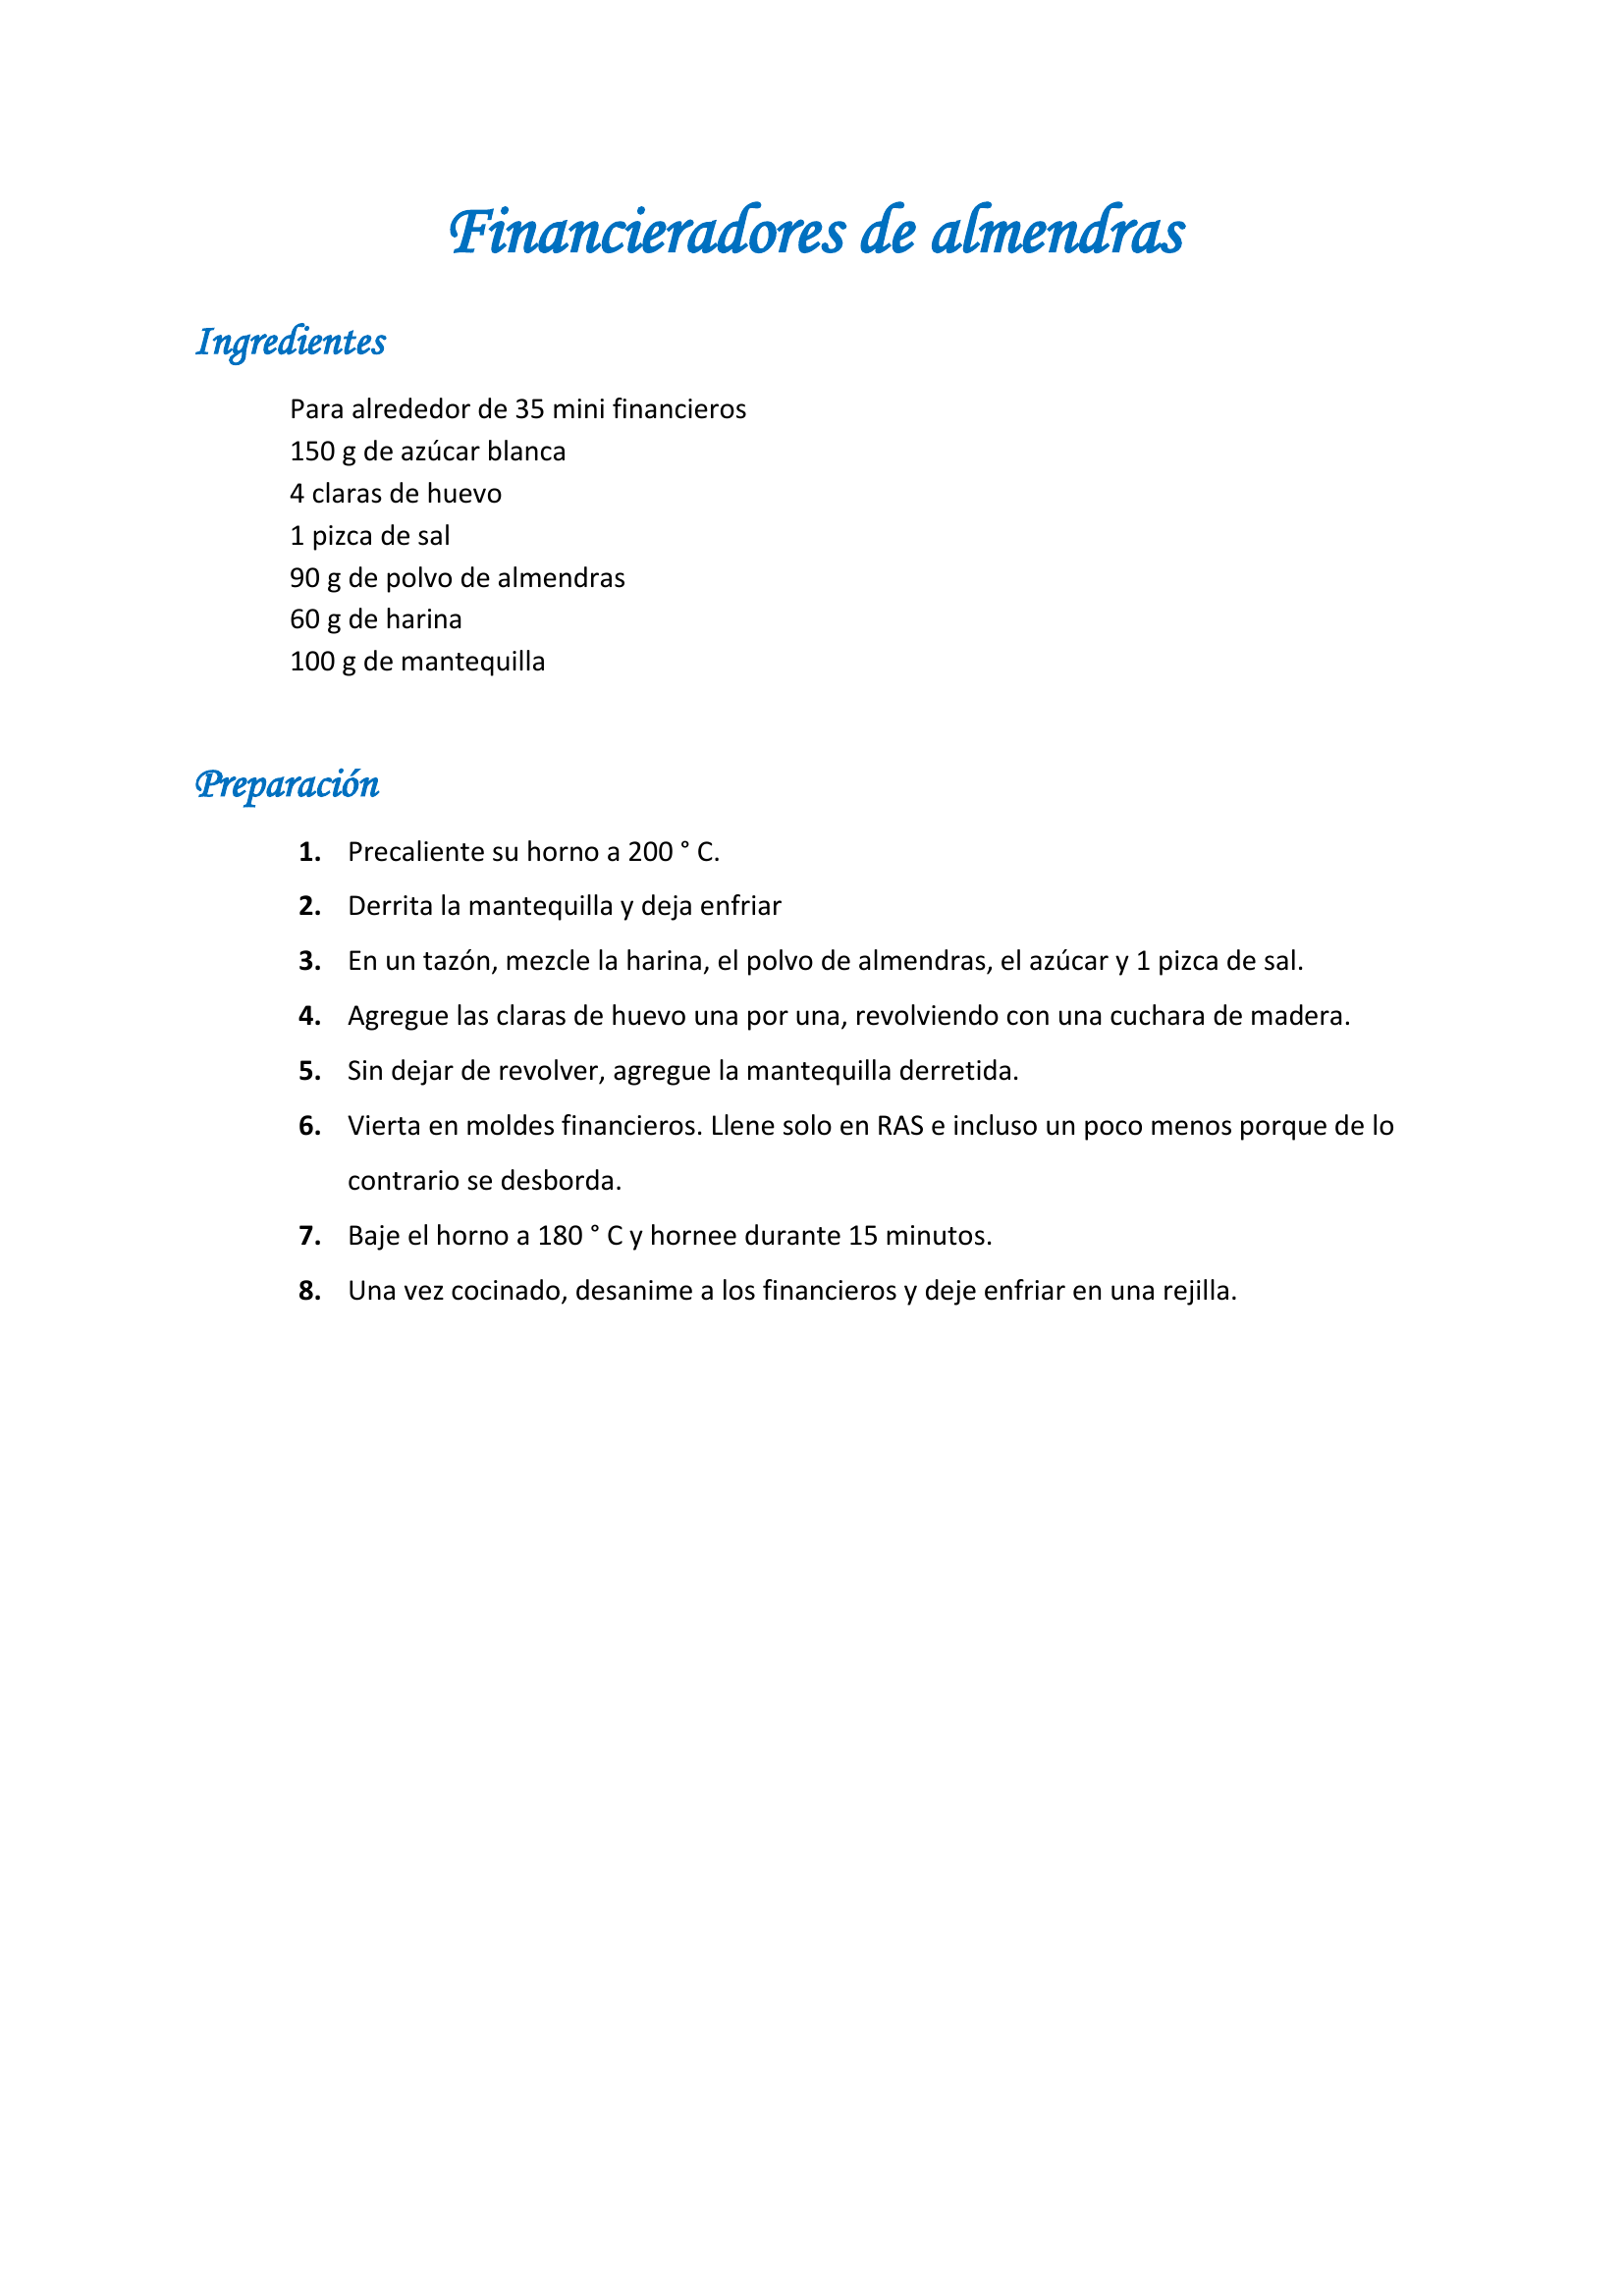 Financieradores de almendras
Ingredientes
Para alrededor de 35 mini financieros
150 g de azúcar blanca
4 claras de huevo
1 pizca de sal
90 g de polvo de almendras
60 g de harina
100 g de mantequilla
Preparación
1. Precaliente su horno a 200 ° C.
2. Derrita la mantequilla y deja enfriar
3. En un tazón, mezcle la harina, el polvo de almendras, el azúcar y 1 pizca de sal.
4. Agregue las claras de huevo una por una, revolviendo con una cuchara de madera.
5. Sin dejar de revolver, agregue la mantequilla derretida.
6. Vierta en moldes financieros. Llene solo en RAS e incluso un poco menos porque de lo
contrario se desborda.
7. Baje el horno a 180 ° C y hornee durante 15 minutos.
8. Una vez cocinado, desanime a los financieros y deje enfriar en una rejilla.